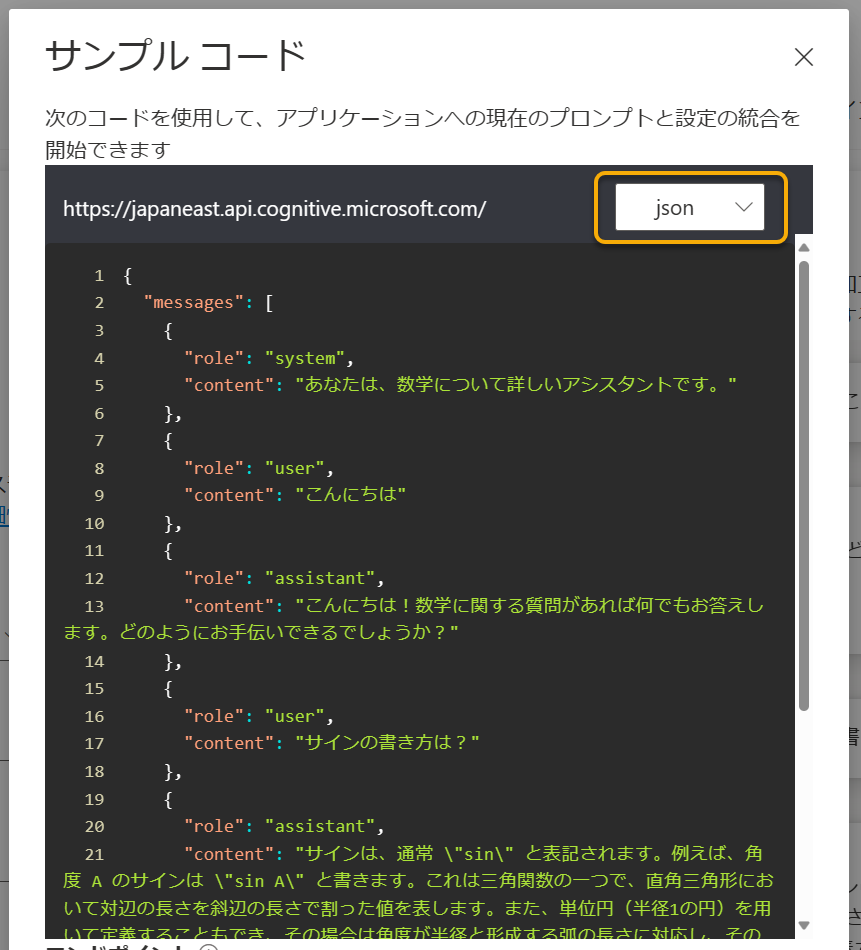 サンプル コード
次のコードを使用して、アプリケーションへの現在のプロンプトと設定の統合を
開始できます
https://japaneast.api.cognitive.microsoft.com/
json
1 {
2 "messages": [
3 {
4 "role": "system",
5 "content": "あなたは、数学について詳しいアシスタントです。"
6 },
7 {
8 "role": "user",
9 "content": "こんにちは"
10 },
11 {
12 "role": "assistant",
13 "content": "こんにちは！数学に関する質問があれば何でもお答えし
ます。どのようにお手伝いできるでしょうか？"
14 },
15 {
16 "role": "user",
17 "content": "サインの書き方は？"
18 },
19 {
20 "role": "assistant",
21 "content": "サインは、通常 \"sin\" と表記されます。例えば、角
度 A のサインは \"sin A\" と書きます。これは三角関数の一つで、直角三角形にお
いて対辺の長さを斜辺の長さで割った値を表します。また、単位円（半径1の円）を用
いて定義することもでき、その場合は角度が半径と形成する弧の長さに対応し、その